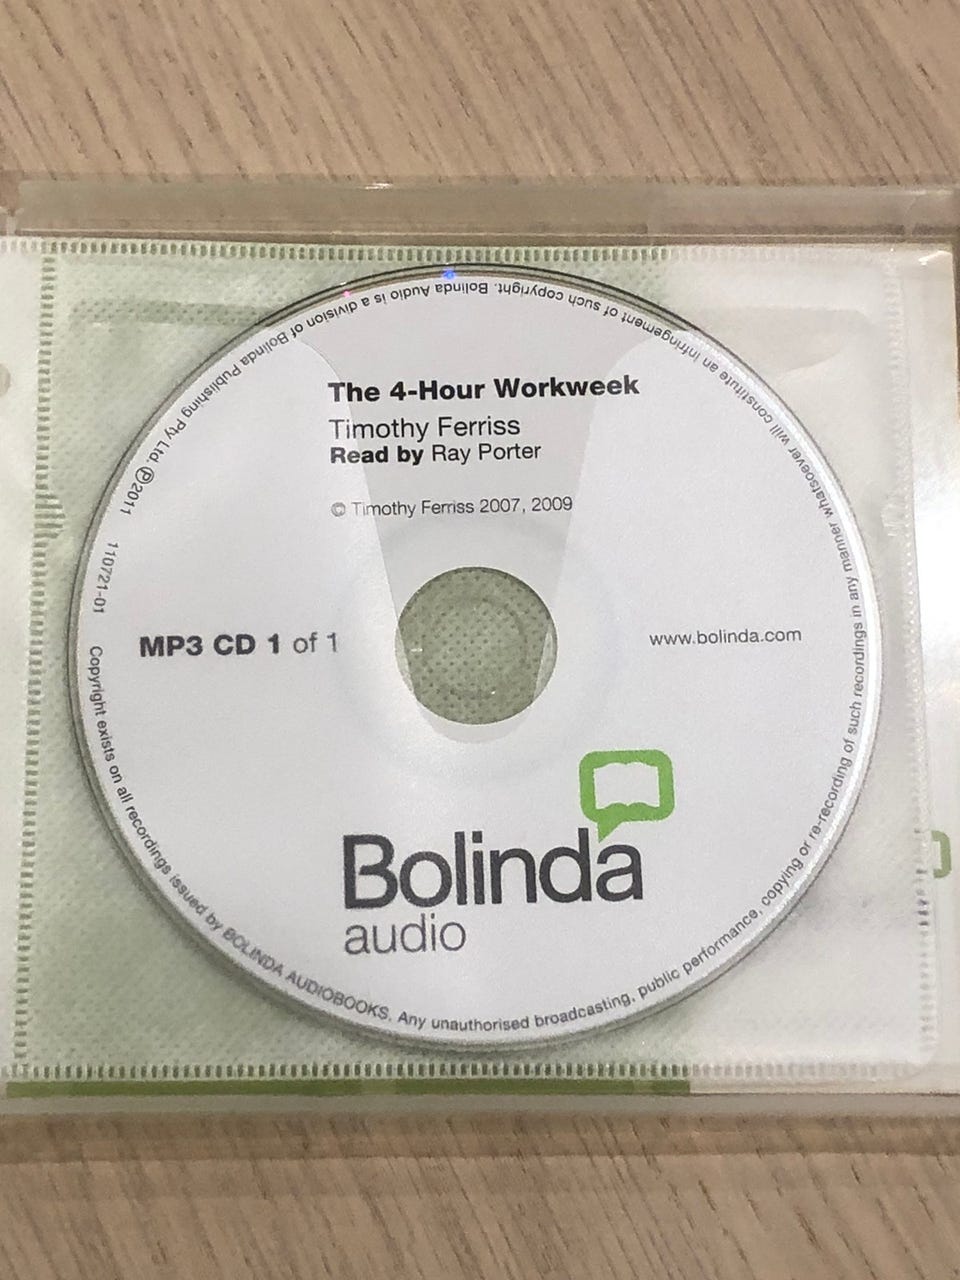 The 4-Hour Workweek
Timothy Ferriss
Read by Ray Porter
© Timothy Ferriss 2007, 2009
MP3 CD 1 of 1
www.bolinda.com
Bolinda
audio
110721-01
Copyright exists on all recordings issued by BOLINDA AUDIOBOOKS. Any unauthorised broadcasting, public performance, copying or re-recording of such recordings in any manner whatsoever will constitute an infringement of such copyright. Bolinda Audio is a division of Bolinda Publishing Pty Ltd. ℗2011